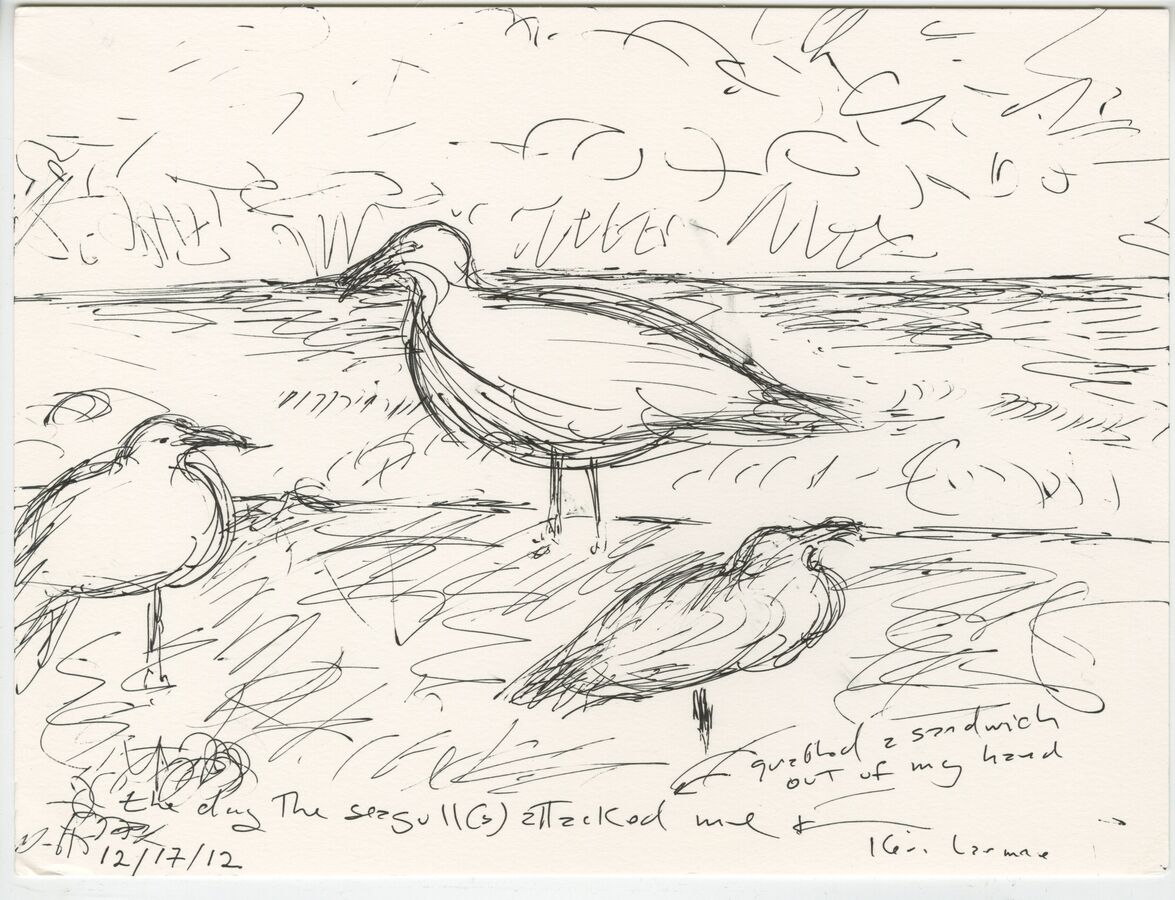 grabbed a sandwich
out of my hand
the day The seagull(s) attacked me &
12/17/12